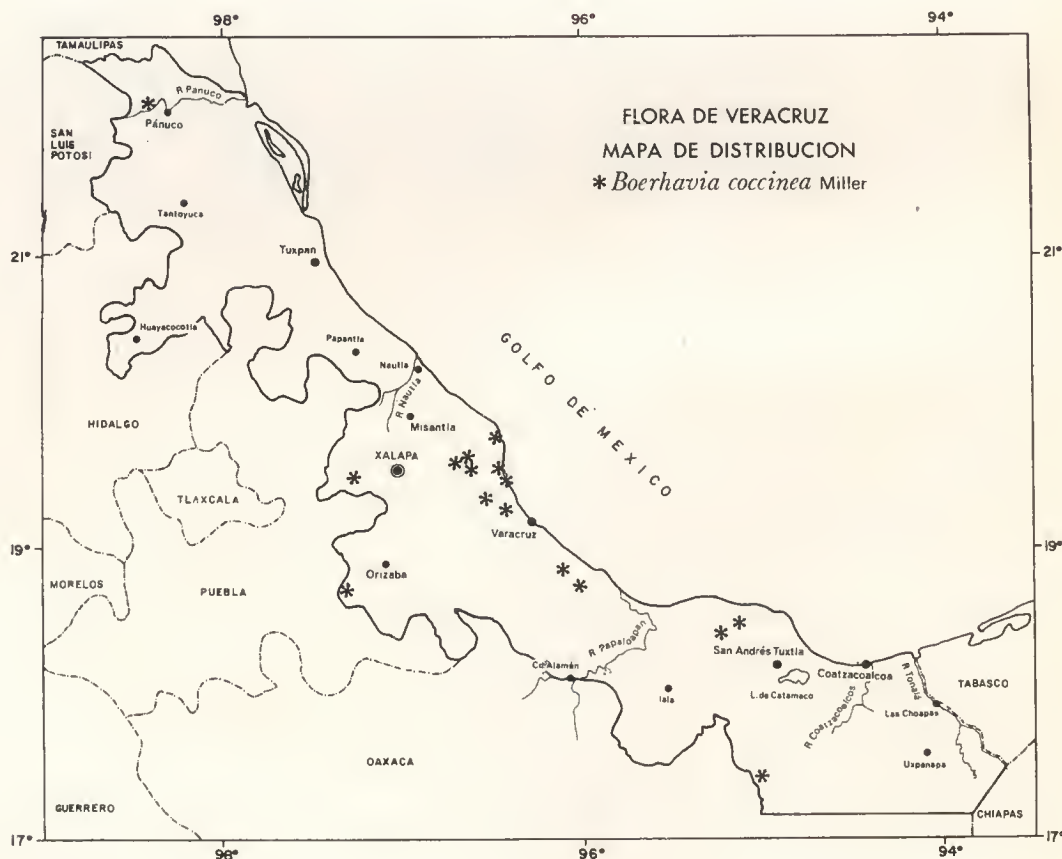 98°
96°
94°
TAMAULIPAS
R Panuco
Pánuco
SAN
LUIS
POTOSI
FLORA DE VERACRUZ
MAPA DE DISTRIBUCION
* Boerhavia coccinea Miller
Tantoyuca
21°
21°
Tuxpan
Huayacocotla
Papantla
Nautla
R Nautla
GOLFO DE MEXICO
Misantla
HIDALGO
XALAPA
TLAXCALA
Varacruz
19°
19°
MORELOS
PUEBLA
Orizaba
R Papaloapan
San Andrés Tuxtla
Coatzacoalcoa
Cd Alamán
Isla
L. de Catamaco
R Coatzacoalcos
R Tonalá
TABASCO
Las Choapas
Uxpanapa
OAXACA
GUERRERO
CHIAPAS
17°
17°
98°
96°
94°